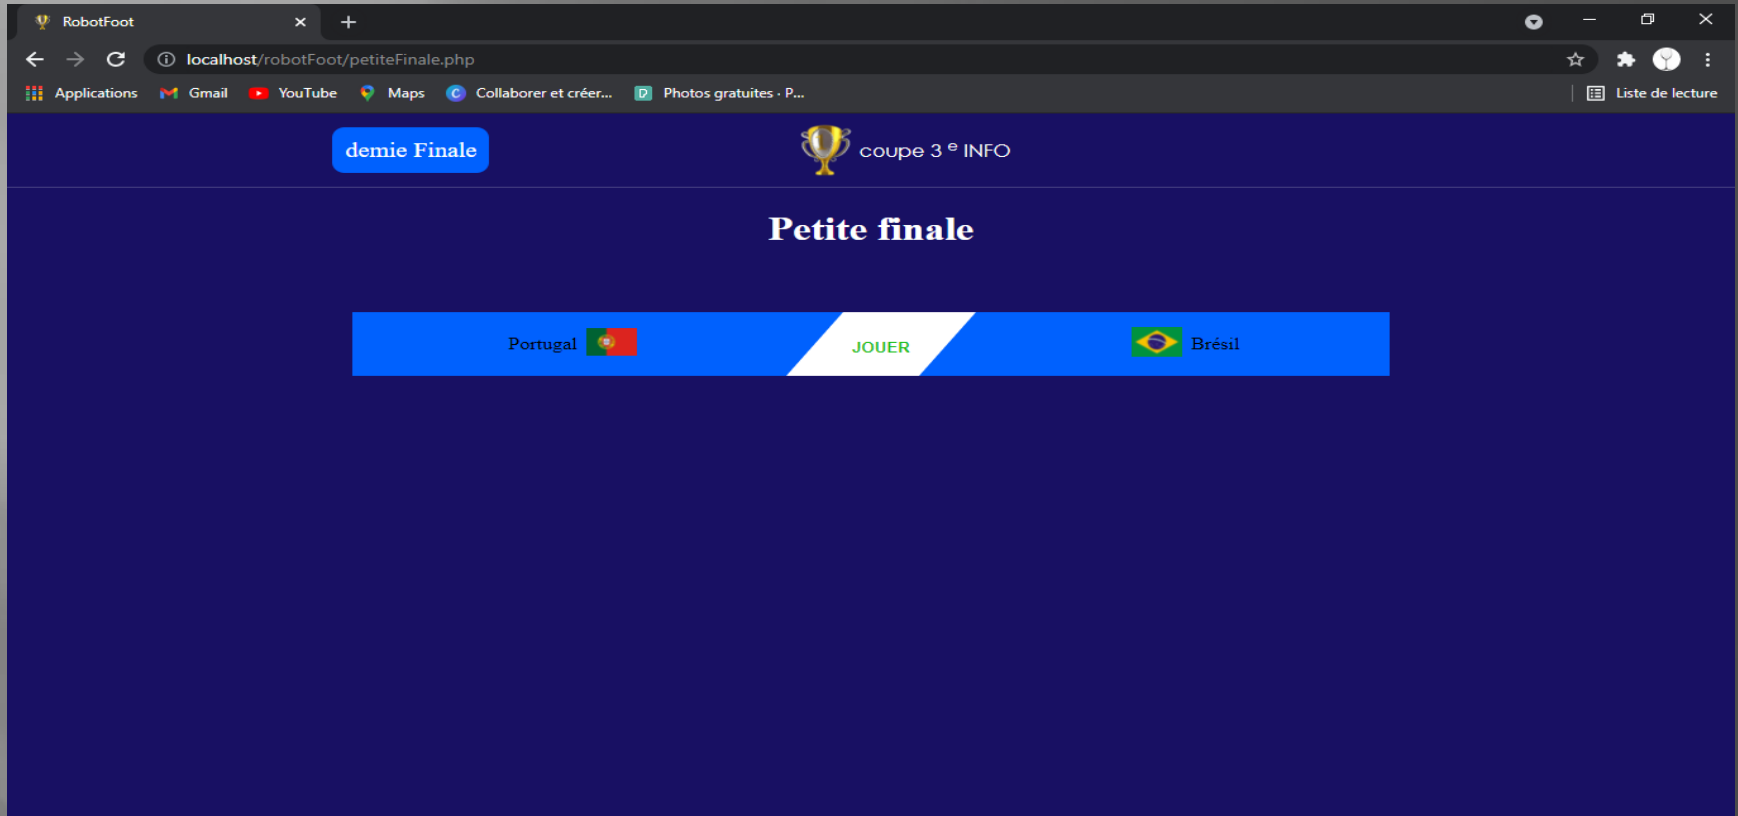 RobotFoot
localhost/robotFoot/petiteFinale.php
Applications Gmail YouTube Maps Collaborer et créer... Photos gratuites · P... Liste de lecture
demie Finale coupe 3 e INFO
Petite finale
Portugal JOUER Brésil